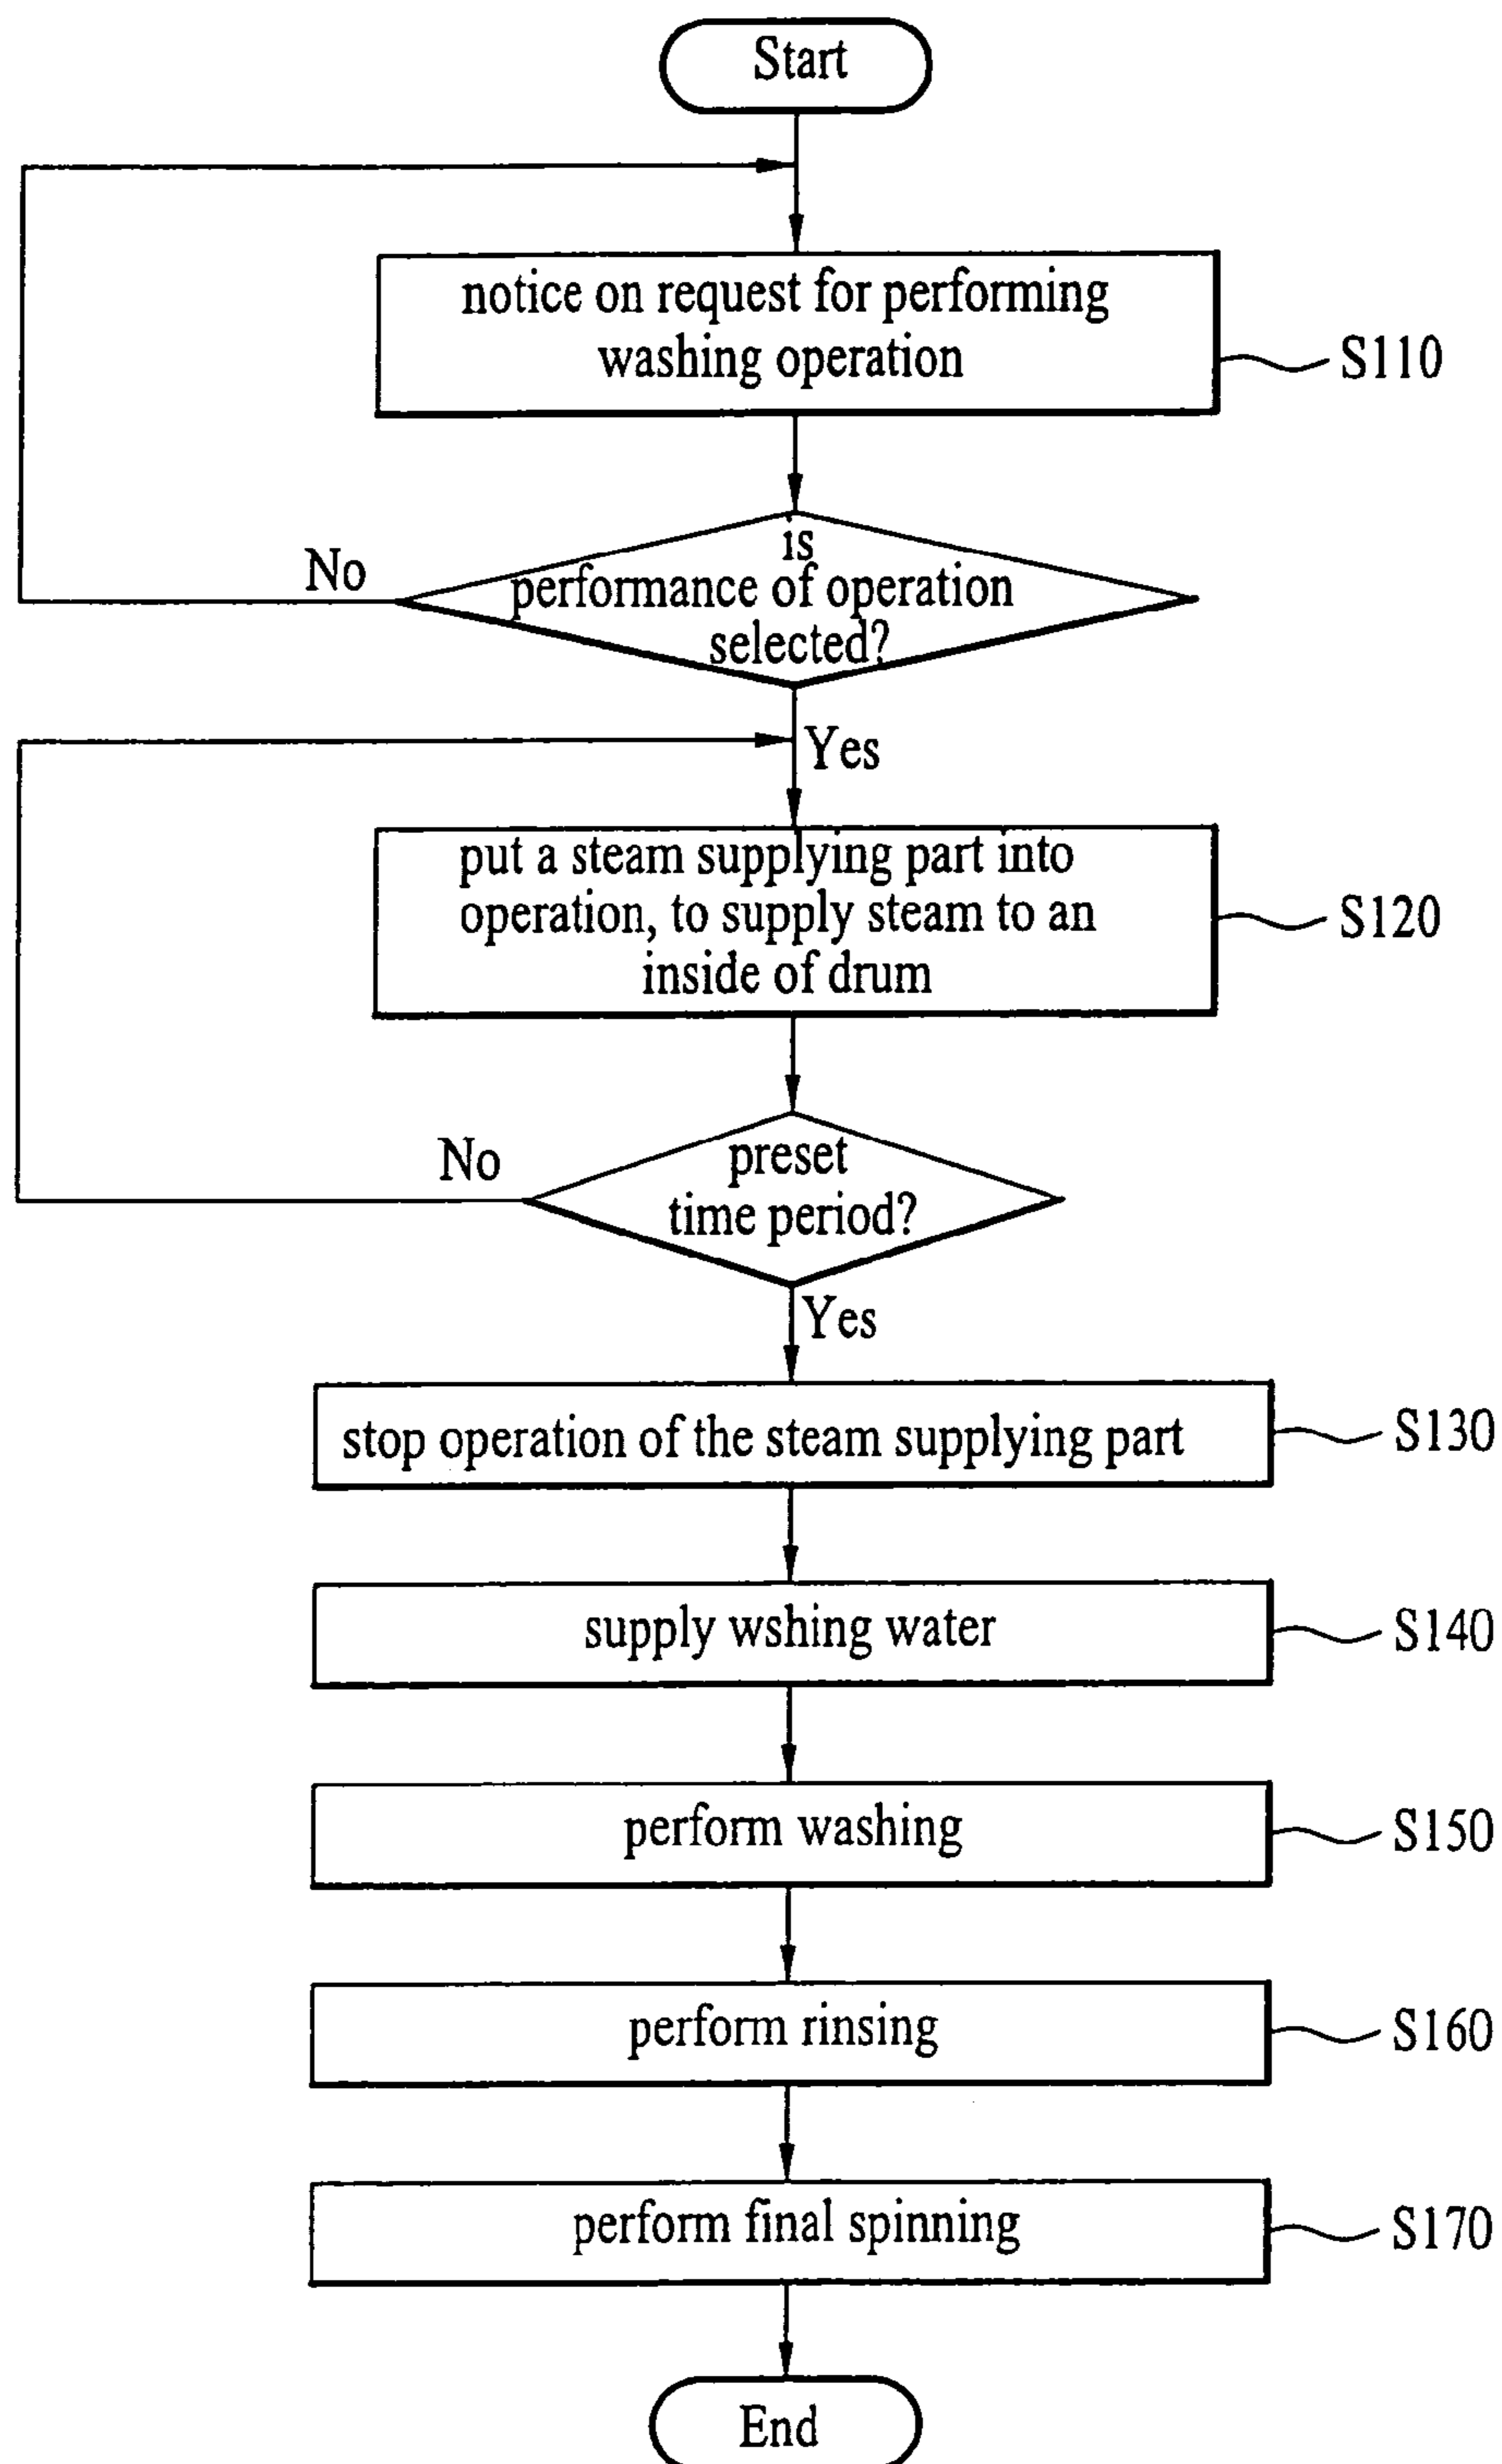 Start
notice on request for performing
washing operation
S110
is
performance of operation
selected?
No
Yes
put a steam supplying part into
operation, to supply steam to an
inside of drum
S120
preset
time period?
No
Yes
stop operation of the steam supplying part
S130
supply wshing water
S140
perform washing
S150
perform rinsing
S160
perform final spinning
S170
End